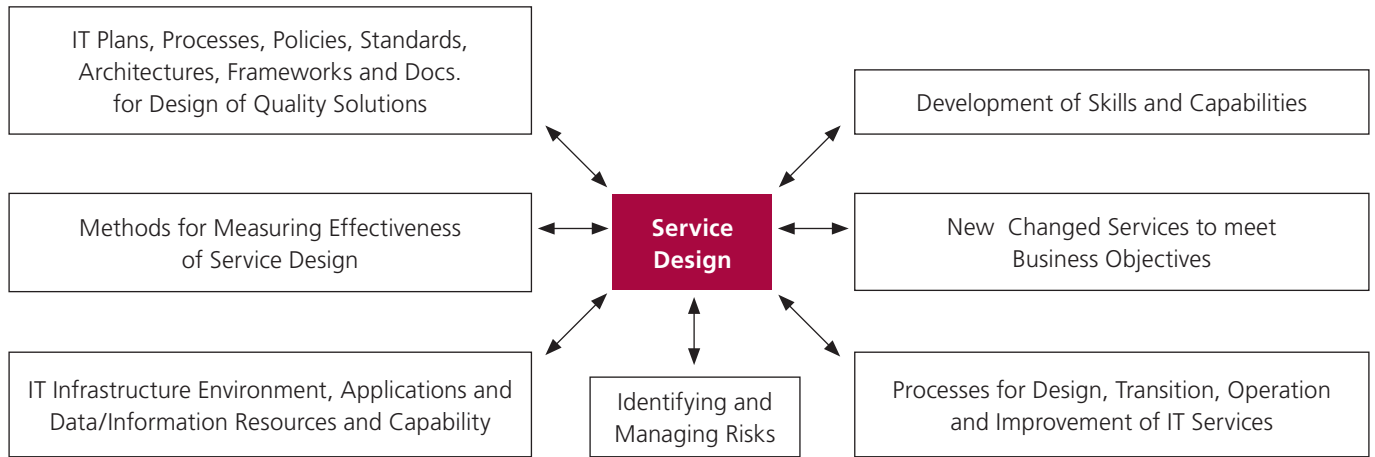 IT Plans, Processes, Policies, Standards,
Architectures, Frameworks and Docs.
for Design of Quality Solutions
Development of Skills and Capabilities
Methods for Measuring Effectiveness
of Service Design
Service
Design
New Changed Services to meet
Business Objectives
IT Infrastructure Environment, Applications and
Data/Information Resources and Capability
Identifying and
Managing Risks
Processes for Design, Transition, Operation
and Improvement of IT Services